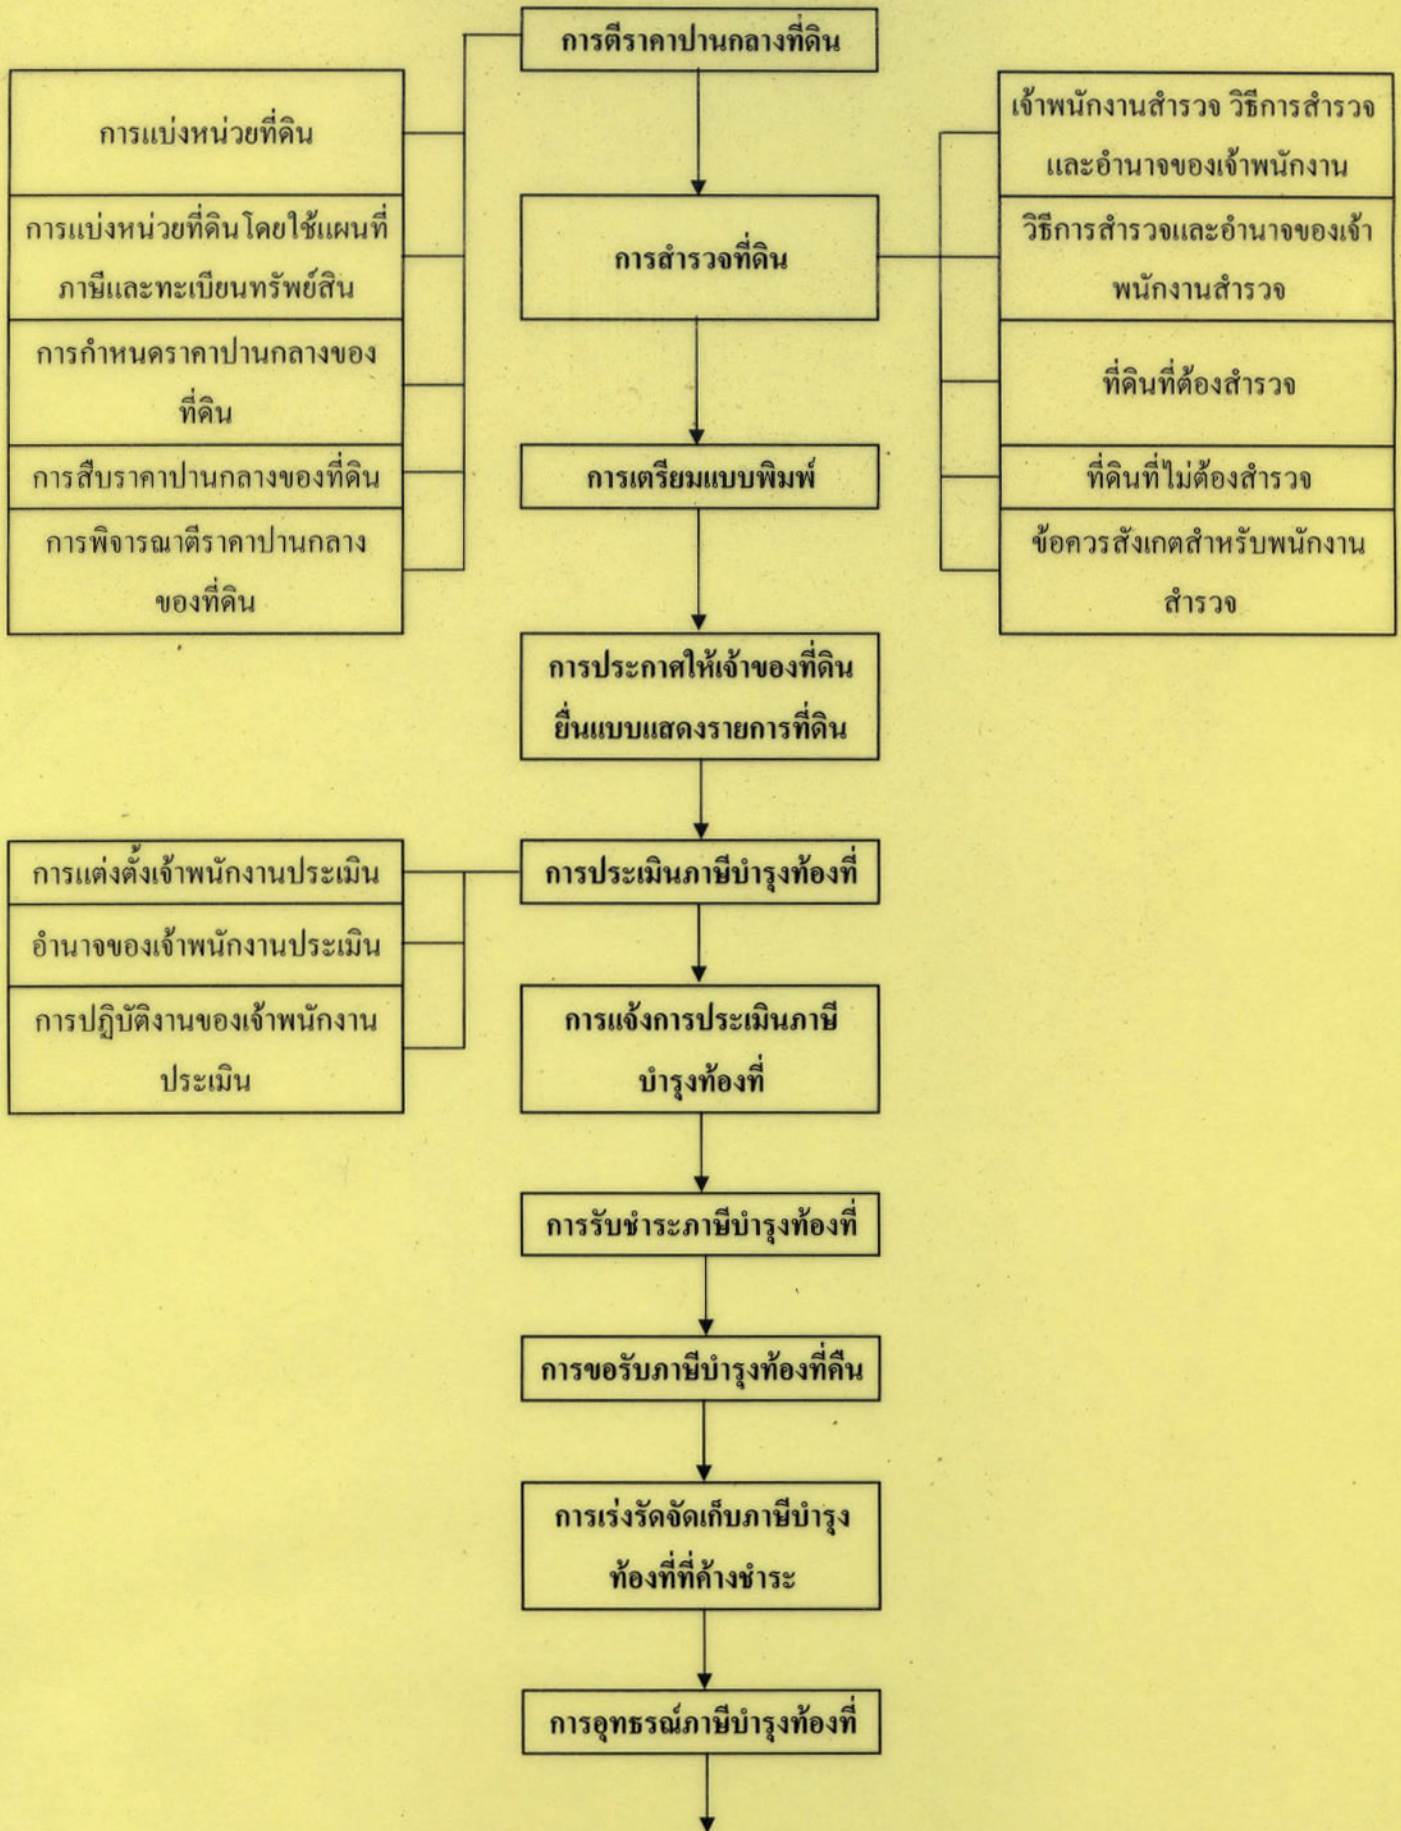 การตีราคาปานกลางที่ดิน
การแบ่งหน่วยที่ดิน
การแบ่งหน่วยที่ดินโดยใช้แผนที่
ภาษีและทะเบียนทรัพย์สิน
การกำหนดราคาปานกลางของ
ที่ดิน
การสืบราคาปานกลางของที่ดิน
การพิจารณาตีราคาปานกลาง
ของที่ดิน
การสำรวจที่ดิน
เจ้าพนักงานสำรวจ วิธีการสำรวจ
และอำนาจของเจ้าพนักงาน
วิธีการสำรวจและอำนาจของเจ้า
พนักงานสำรวจ
ที่ดินที่ต้องสำรวจ
ที่ดินที่ไม่ต้องสำรวจ
ข้อควรสังเกตสำหรับพนักงาน
สำรวจ
การเตรียมแบบพิมพ์
การประกาศให้เจ้าของที่ดิน
ยื่นแบบแสดงรายการที่ดิน
การประเมินภาษีบำรุงท้องที่
การแต่งตั้งเจ้าพนักงานประเมิน
อำนาจของเจ้าพนักงานประเมิน
การปฏิบัติงานของเจ้าพนักงาน
ประเมิน
การแจ้งการประเมินภาษี
บำรุงท้องที่
การรับชำระภาษีบำรุงท้องที่
การขอรับภาษีบำรุงท้องที่คืน
การเร่งรัดจัดเก็บภาษีบำรุง
ท้องที่ที่ค้างชำระ
การอุทธรณ์ภาษีบำรุงท้องที่